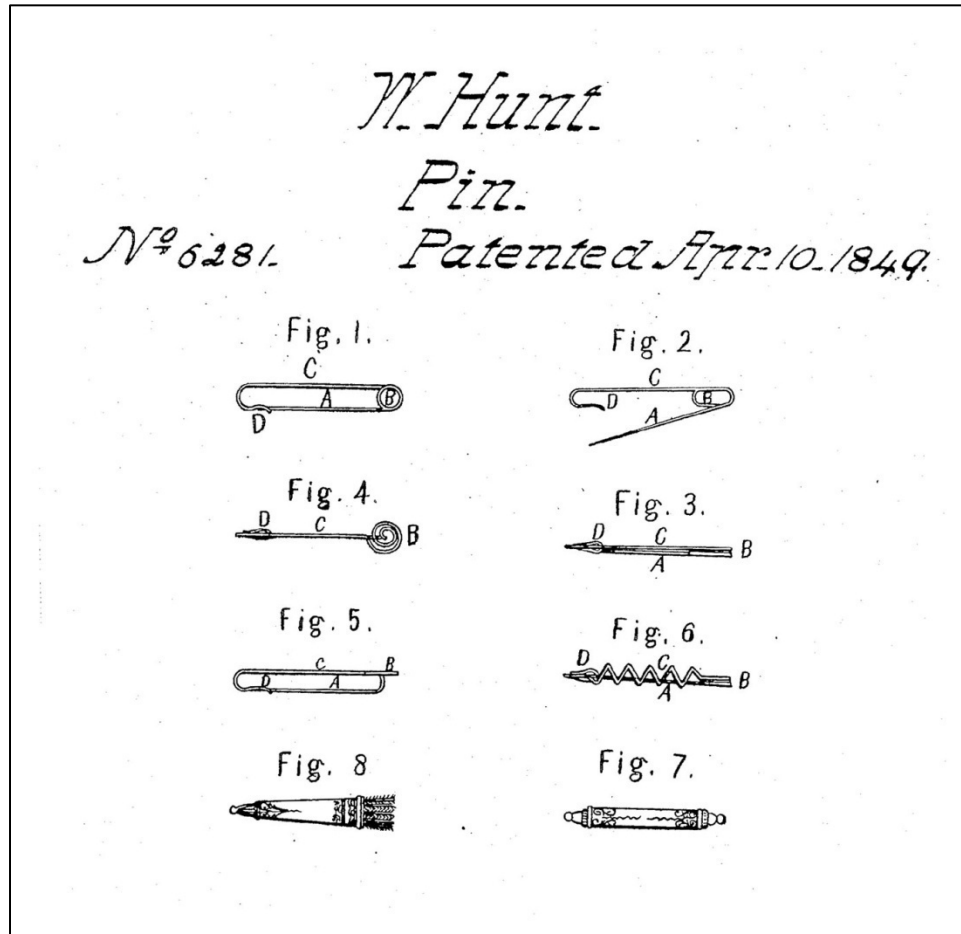 W. Hunt.
Pin.
Nº 6281. Patented Apr. 10. 1849.
Fig. 1. Fig. 2.
C C
A B D B
D A
Fig. 4. Fig. 3.
D C B D C B
A
Fig. 5. Fig. 6.
C B D C B
D A A
Fig. 8 Fig. 7.